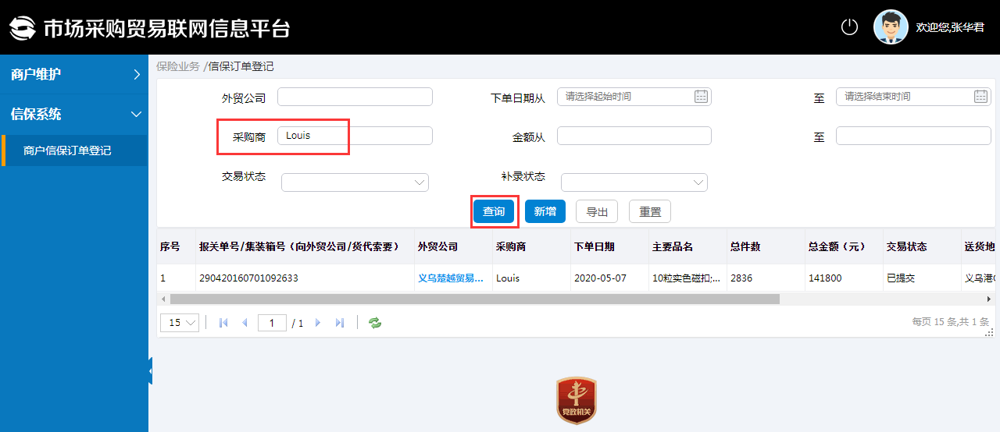 市场采购贸易联网信息平台
欢迎您,张华君
商户维护
信保系统
商户信保订单登记
保险业务 /信保订单登记
外贸公司 下单日期从 请选择起始时间 至 请选择结束时间
采购商 Louis 金额从 至
交易状态 补录状态
查询 新增 导出 重置
序号 报关单号/集装箱号（向外贸公司/货代索要） 外贸公司 采购商 下单日期 主要品名 总件数 总金额（元） 交易状态 送货地
1 290420160701092633 义乌楚越贸易... Louis 2020-05-07 10粒实色碰扣;... 2836 141800 已提交 义乌港
15 1 / 1 每页 15 条,共 1 条
党政机关